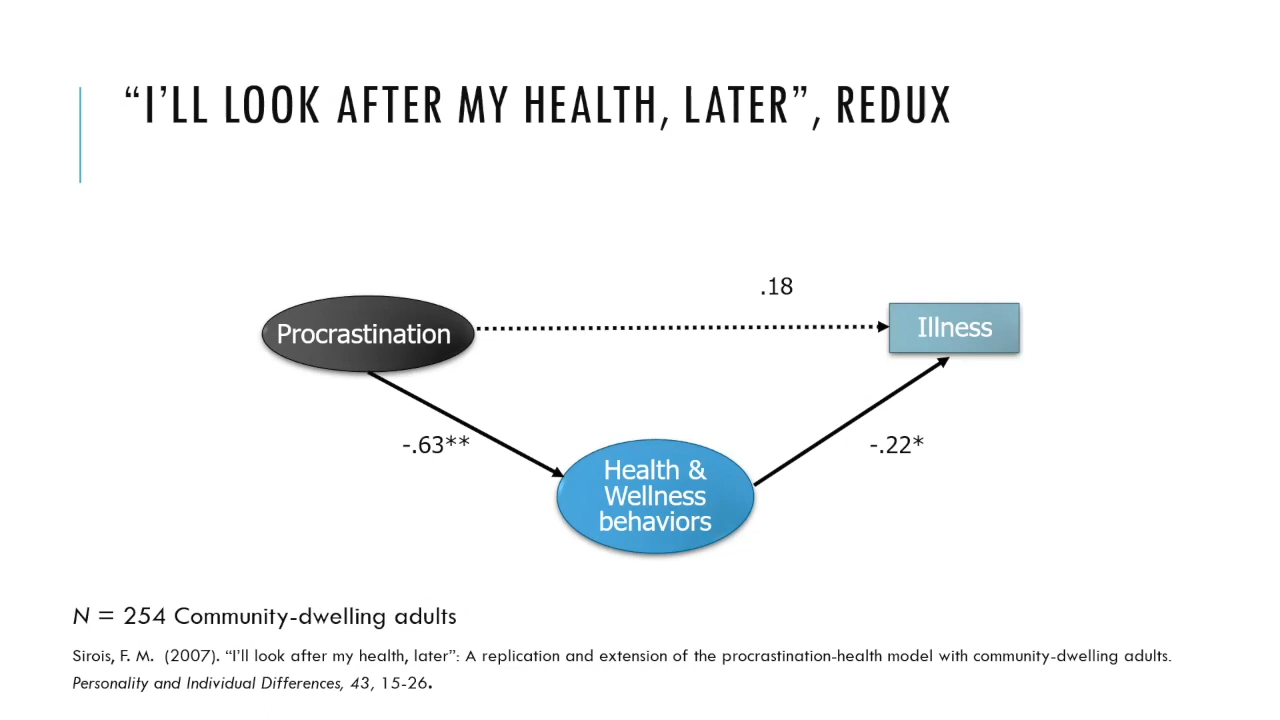 “I’LL LOOK AFTER MY HEALTH, LATER”, REDUX
.18
Procrastination
Illness
-.63**
-.22*
Health &
Wellness
behaviors
N = 254 Community-dwelling adults
Sirois, F. M. (2007). “I’ll look after my health, later”: A replication and extension of the procrastination-health model with community-dwelling adults.
Personality and Individual Differences, 43, 15-26.